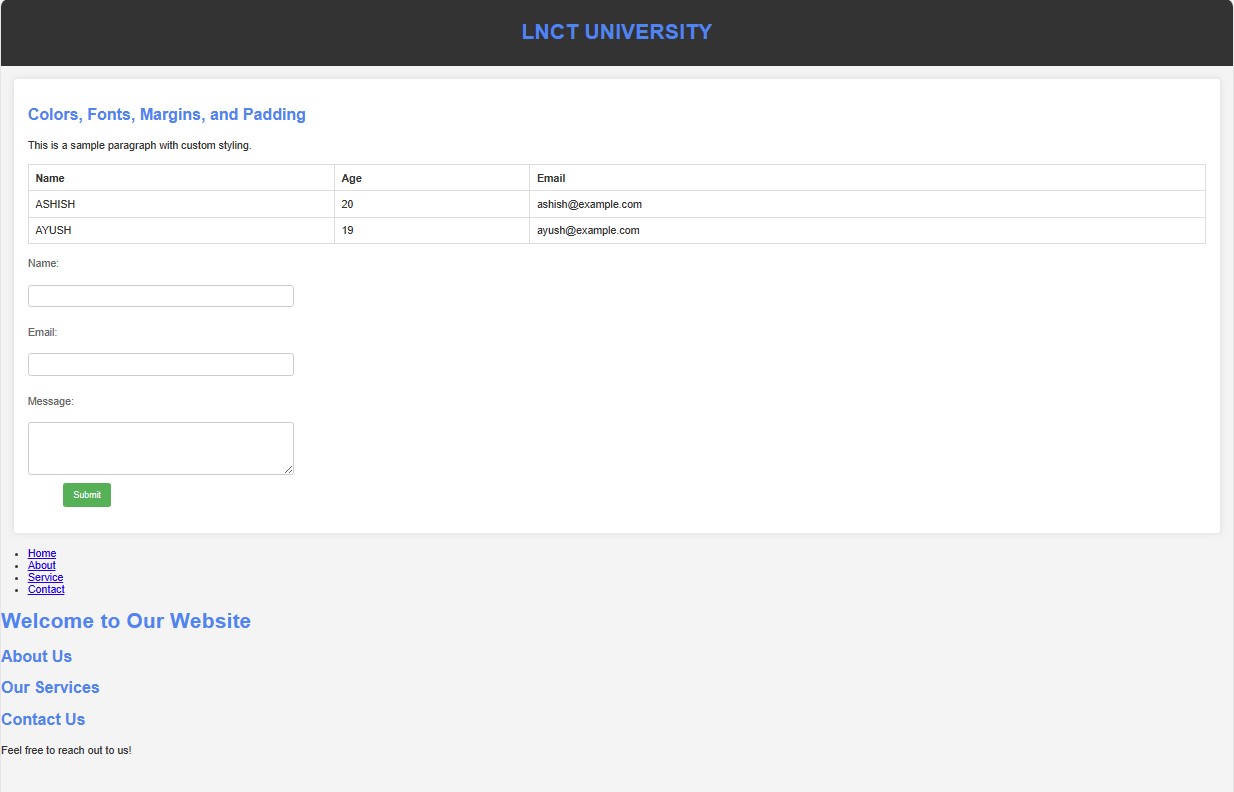 LNCT UNIVERSITY
Colors, Fonts, Margins, and Padding
This is a sample paragraph with custom styling.
Name Age Email
ASHISH 20 ashish@example.com
AYUSH 19 ayush@example.com
Name:
Email:
Message:
Submit
Home
About
Service
Contact
Welcome to Our Website
About Us
Our Services
Contact Us
Feel free to reach out to us!